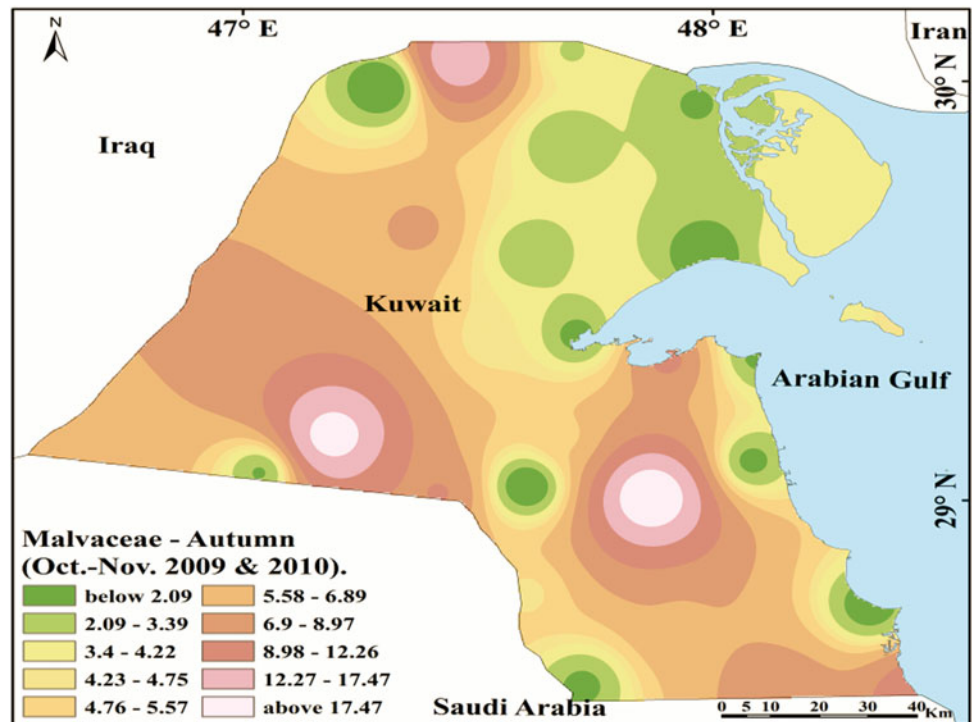 N
47° E
48° E
Iran
30° N
Iraq
Kuwait
Arabian Gulf
29° N
Malvaceae - Autumn
(Oct.-Nov. 2009 & 2010).
below 2.09
5.58 - 6.89
2.09 - 3.39
6.9 - 8.97
3.4 - 4.22
8.98 - 12.26
4.23 - 4.75
12.27 - 17.47
4.76 - 5.57
above 17.47
Saudi Arabia
0 5 10 20 30 40
Km